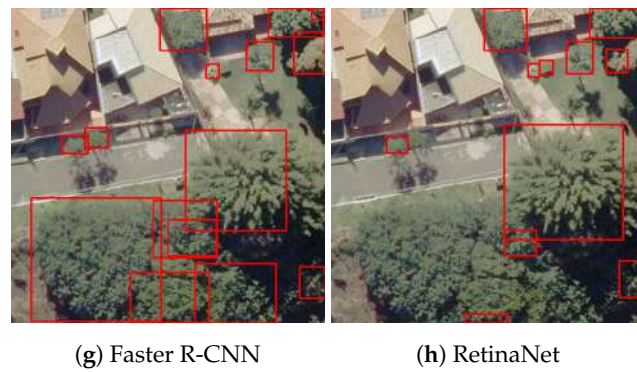 (g) Faster R-CNN
(h) RetinaNet